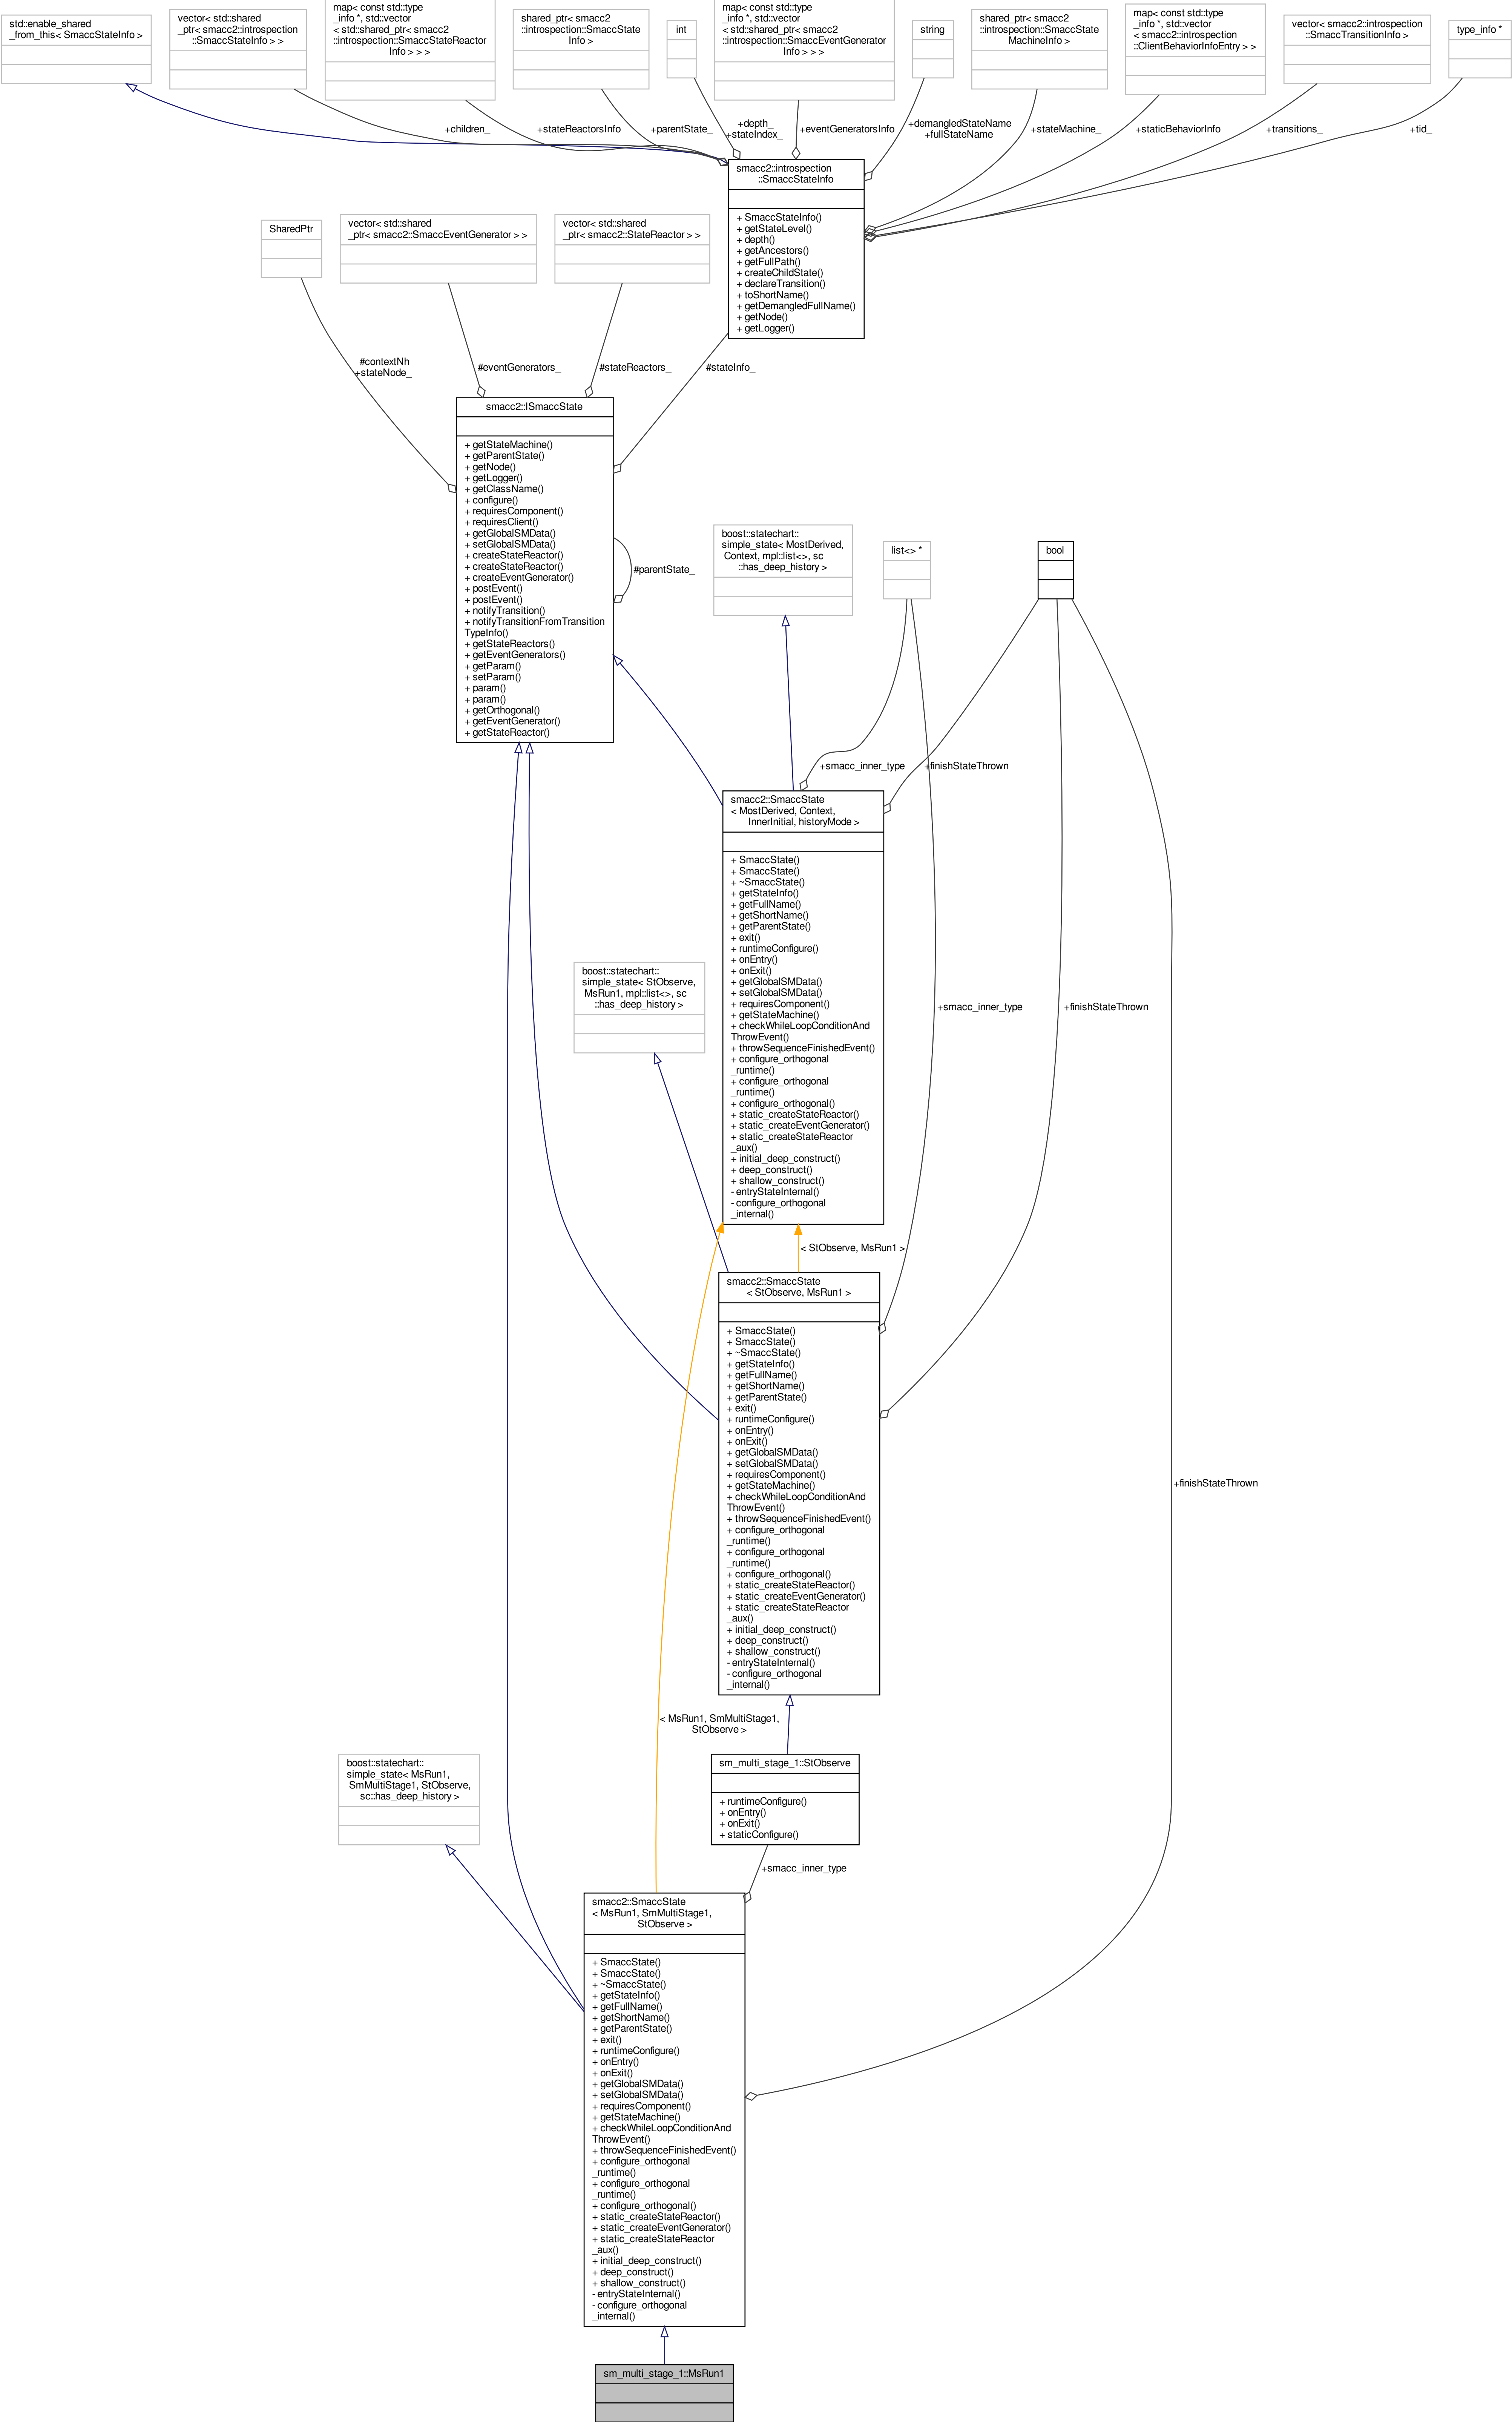 std::enable_shared
_from_this< SmaccStateInfo >
vector< std::shared
_ptr< smacc2::introspection
::SmaccStateInfo > >
map< const std::type
_info *, std::vector
< std::shared_ptr< smacc2
::introspection::SmaccStateReactor
Info > > >
shared_ptr< smacc2
::introspection::SmaccState
Info >
int
map< const std::type
_info *, std::vector
< std::shared_ptr< smacc2
::introspection::SmaccEventGenerator
Info > > >
string
shared_ptr< smacc2
::introspection::SmaccState
MachineInfo >
map< const std::type
_info *, std::vector
< smacc2::introspection
::ClientBehaviorInfoEntry > >
vector< smacc2::introspection
::SmaccTransitionInfo >
type_info *
+children_
+stateReactorsInfo
+parentState_
+depth_
+stateIndex_
+eventGeneratorsInfo
+demangledStateName
+fullStateName
+stateMachine_
+staticBehaviorInfo
+transitions_
+tid_
smacc2::introspection
::SmaccStateInfo
+ SmaccStateInfo()
+ getStateLevel()
+ depth()
+ getAncestors()
+ getFullPath()
+ createChildState()
+ declareTransition()
+ toShortName()
+ getDemangledFullName()
+ getNode()
+ getLogger()
SharedPtr
vector< std::shared
_ptr< smacc2::SmaccEventGenerator > >
vector< std::shared
_ptr< smacc2::StateReactor > >
#contextNh
+stateNode_
#eventGenerators_
#stateReactors_
#stateInfo_
smacc2::ISmaccState
+ getStateMachine()
+ getParentState()
+ getNode()
+ getLogger()
+ getClassName()
+ configure()
+ requiresComponent()
+ requiresClient()
+ getGlobalSMData()
+ setGlobalSMData()
+ createStateReactor()
+ createStateReactor()
+ createEventGenerator()
+ postEvent()
+ postEvent()
+ notifyTransition()
+ notifyTransitionFromTransition
TypeInfo()
+ getStateReactors()
+ getEventGenerators()
+ getParam()
+ setParam()
+ param()
+ param()
+ getOrthogonal()
+ getEventGenerator()
+ getStateReactor()
#parentState_
boost::statechart::
simple_state< MostDerived,
Context, mpl::list<>, sc
::has_deep_history >
list<> *
bool
+smacc_inner_type
+finishStateThrown
smacc2::SmaccState
< MostDerived, Context,
InnerInitial, historyMode >
+ SmaccState()
+ SmaccState()
+ ~SmaccState()
+ getStateInfo()
+ getFullName()
+ getShortName()
+ getParentState()
+ exit()
+ runtimeConfigure()
+ onEntry()
+ onExit()
+ getGlobalSMData()
+ setGlobalSMData()
+ requiresComponent()
+ getStateMachine()
+ checkWhileLoopConditionAnd
ThrowEvent()
+ throwSequenceFinishedEvent()
+ configure_orthogonal
_runtime()
+ configure_orthogonal
_runtime()
+ configure_orthogonal()
+ static_createStateReactor()
+ static_createEventGenerator()
+ static_createStateReactor
_aux()
+ initial_deep_construct()
+ deep_construct()
+ shallow_construct()
- entryStateInternal()
- configure_orthogonal
_internal()
boost::statechart::
simple_state< StObserve,
MsRun1, mpl::list<>, sc
::has_deep_history >
+smacc_inner_type
+finishStateThrown
< StObserve, MsRun1 >
smacc2::SmaccState
< StObserve, MsRun1 >
+ SmaccState()
+ SmaccState()
+ ~SmaccState()
+ getStateInfo()
+ getFullName()
+ getShortName()
+ getParentState()
+ exit()
+ runtimeConfigure()
+ onEntry()
+ onExit()
+ getGlobalSMData()
+ setGlobalSMData()
+ requiresComponent()
+ getStateMachine()
+ checkWhileLoopConditionAnd
ThrowEvent()
+ throwSequenceFinishedEvent()
+ configure_orthogonal
_runtime()
+ configure_orthogonal
_runtime()
+ configure_orthogonal()
+ static_createStateReactor()
+ static_createEventGenerator()
+ static_createStateReactor
_aux()
+ initial_deep_construct()
+ deep_construct()
+ shallow_construct()
- entryStateInternal()
- configure_orthogonal
_internal()
+finishStateThrown
< MsRun1, SmMultiStage1,
StObserve >
boost::statechart::
simple_state< MsRun1,
SmMultiStage1, StObserve,
sc::has_deep_history >
sm_multi_stage_1::StObserve
+ runtimeConfigure()
+ onEntry()
+ onExit()
+ staticConfigure()
+smacc_inner_type
smacc2::SmaccState
< MsRun1, SmMultiStage1,
StObserve >
+ SmaccState()
+ SmaccState()
+ ~SmaccState()
+ getStateInfo()
+ getFullName()
+ getShortName()
+ getParentState()
+ exit()
+ runtimeConfigure()
+ onEntry()
+ onExit()
+ getGlobalSMData()
+ setGlobalSMData()
+ requiresComponent()
+ getStateMachine()
+ checkWhileLoopConditionAnd
ThrowEvent()
+ throwSequenceFinishedEvent()
+ configure_orthogonal
_runtime()
+ configure_orthogonal
_runtime()
+ configure_orthogonal()
+ static_createStateReactor()
+ static_createEventGenerator()
+ static_createStateReactor
_aux()
+ initial_deep_construct()
+ deep_construct()
+ shallow_construct()
- entryStateInternal()
- configure_orthogonal
_internal()
sm_multi_stage_1::MsRun1